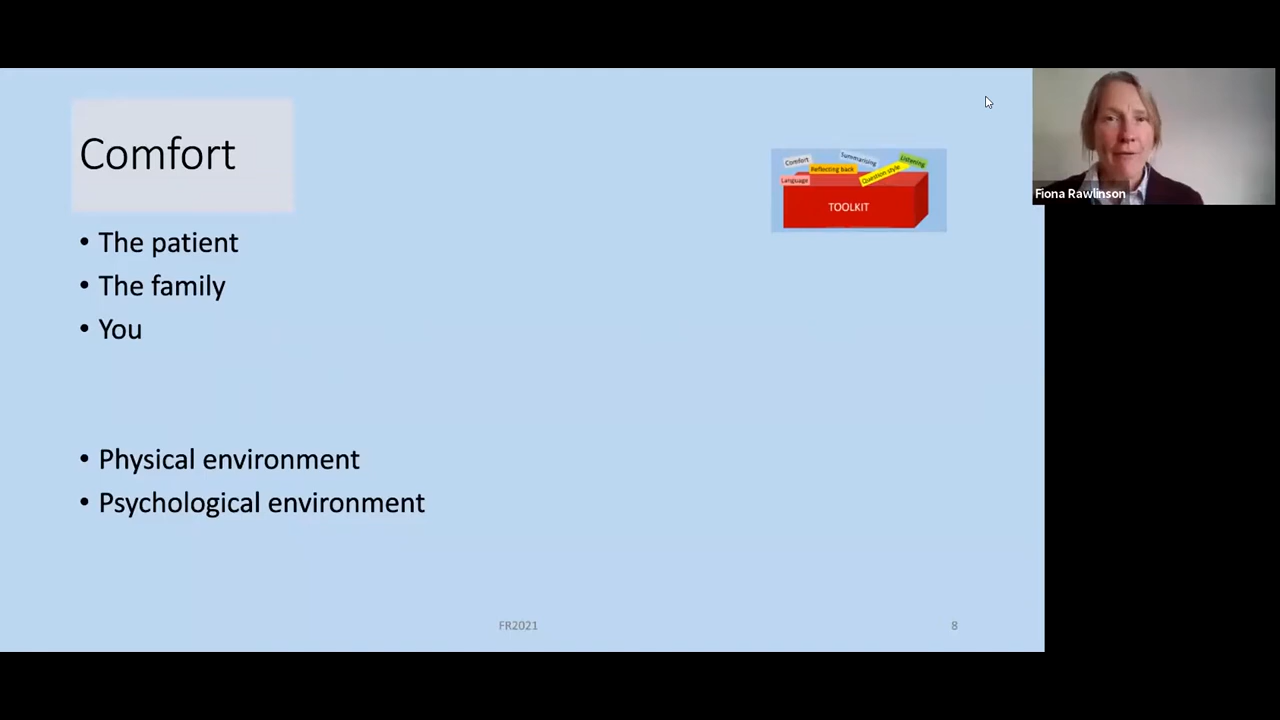 Comfort
• The patient
• The family
• You
• Physical environment
• Psychological environment
Comfort
Summarising
Listening
Reflecting back
Question style
Language
TOOLKIT
Fiona Rawlinson
FR2021
8